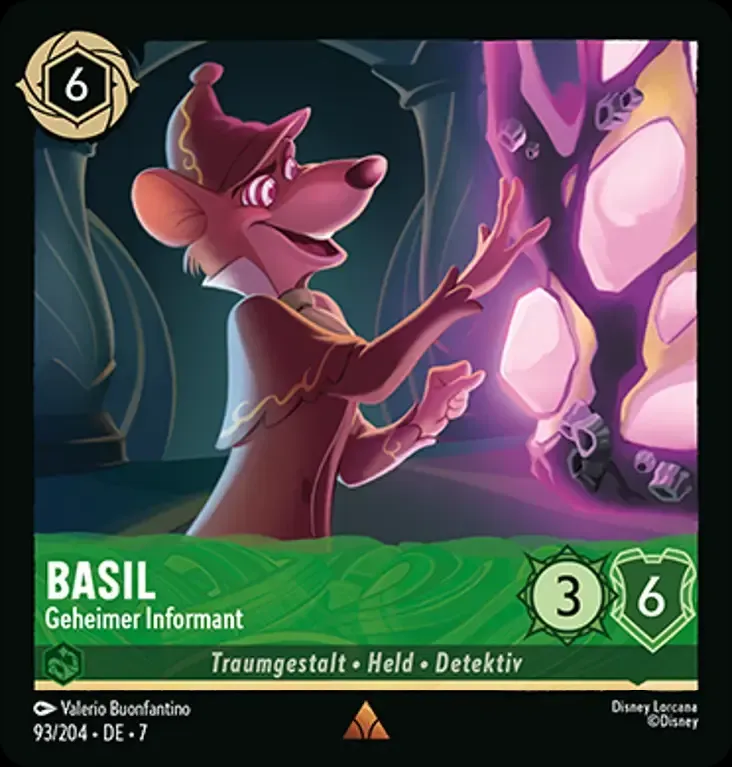 6
BASIL
Geheimer Informant
3
6
Traumgestalt • Held • Detektiv
Valerio Buonfantino
93/204 • DE • 7
Disney Lorcana
©Disney